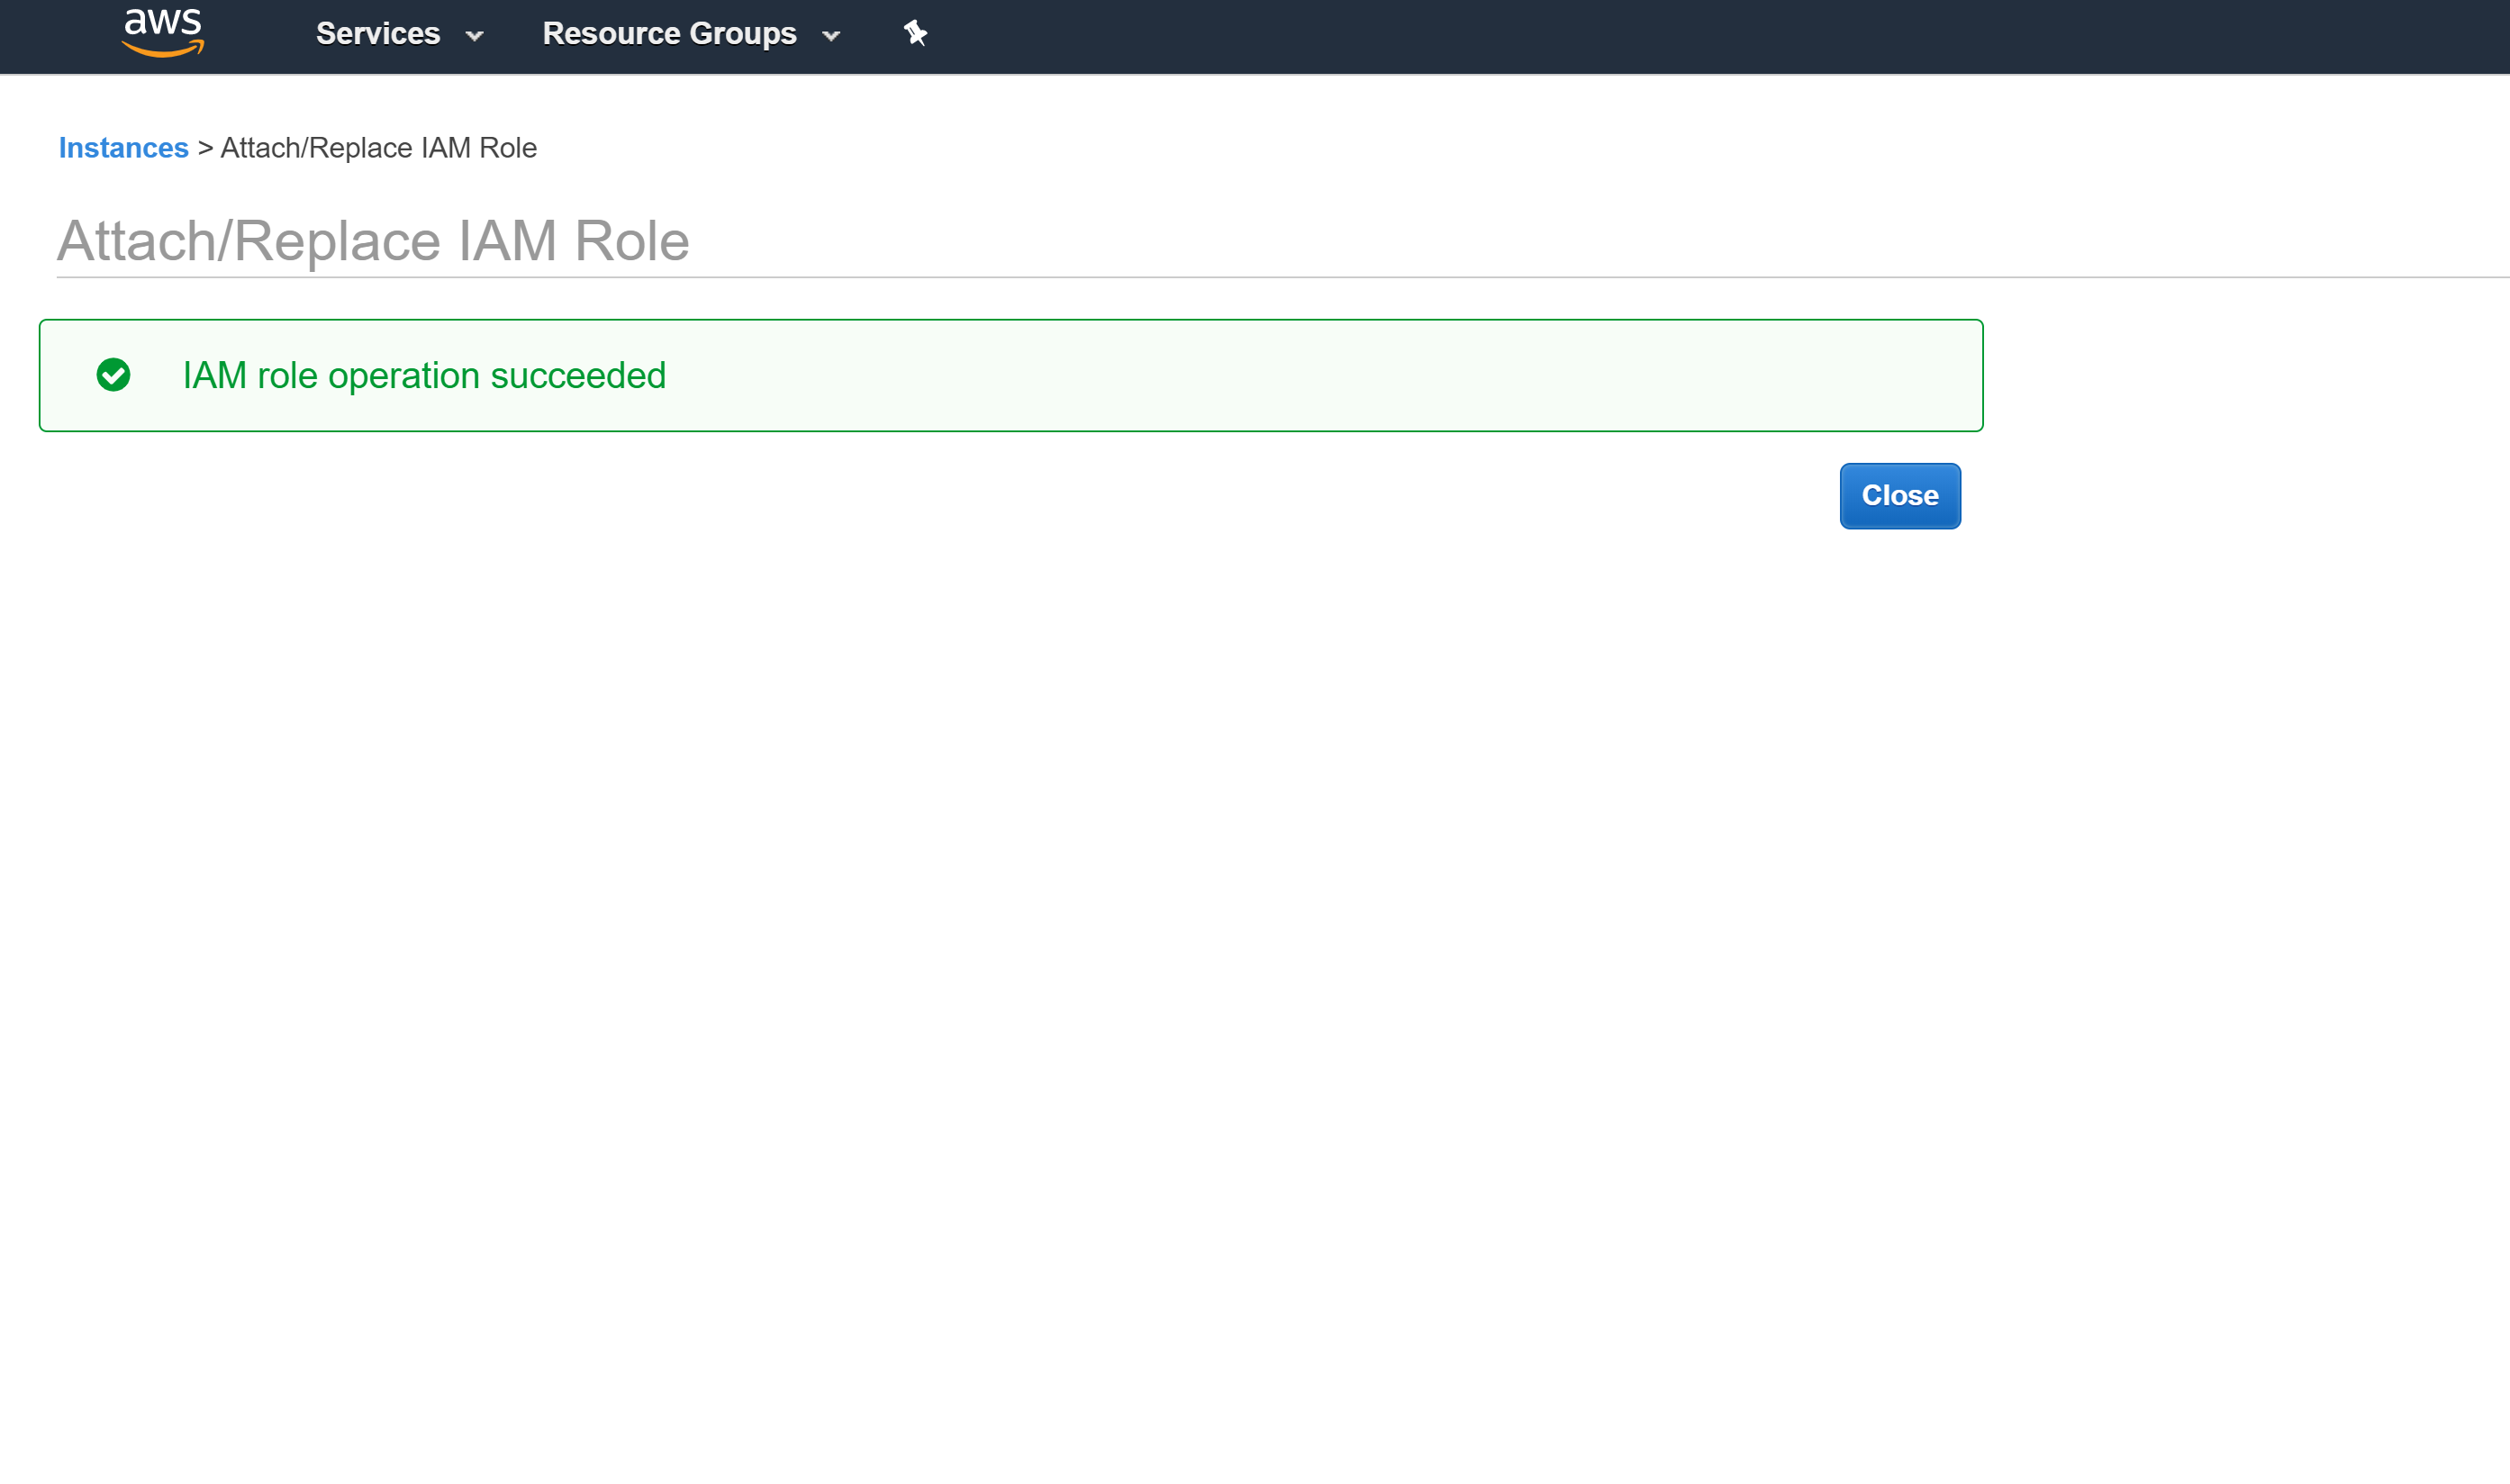 aws
Services
Resource Groups
Instances > Attach/Replace IAM Role
Attach/Replace IAM Role
IAM role operation succeeded
Close